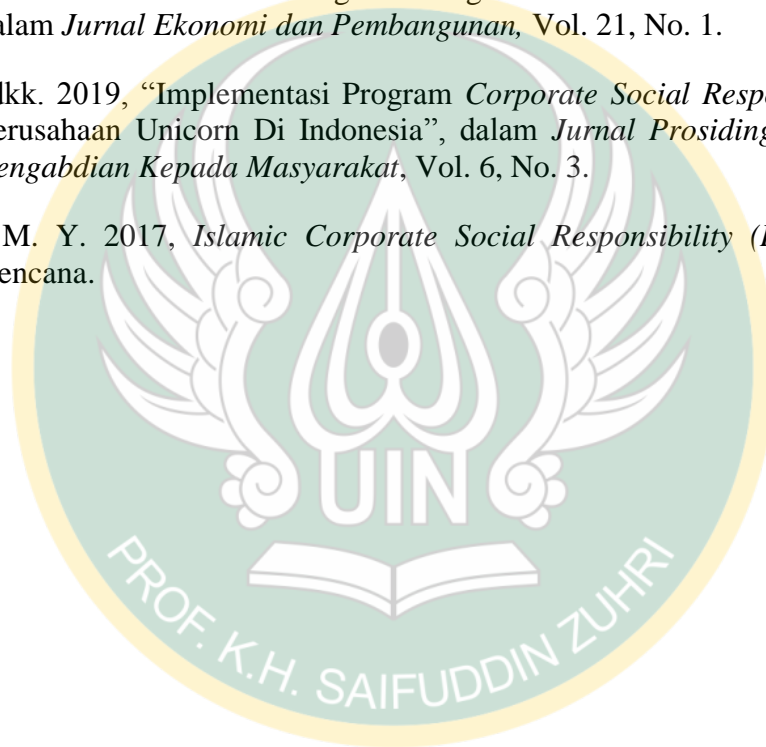 alam Jurnal Ekonomi dan Pembangunan, Vol. 21, No. 1.
dkk. 2019, “Implementasi Program Corporate Social Resp
erusahaan Unicorn Di Indonesia”, dalam Jurnal Prosiding
engabdian Kepada Masyarakat, Vol. 6, No. 3.
M. Y. 2017, Islamic Corporate Social Responsibility (I
encana.
UIN
PROF. K.H. SAIFUDDIN ZUHRI